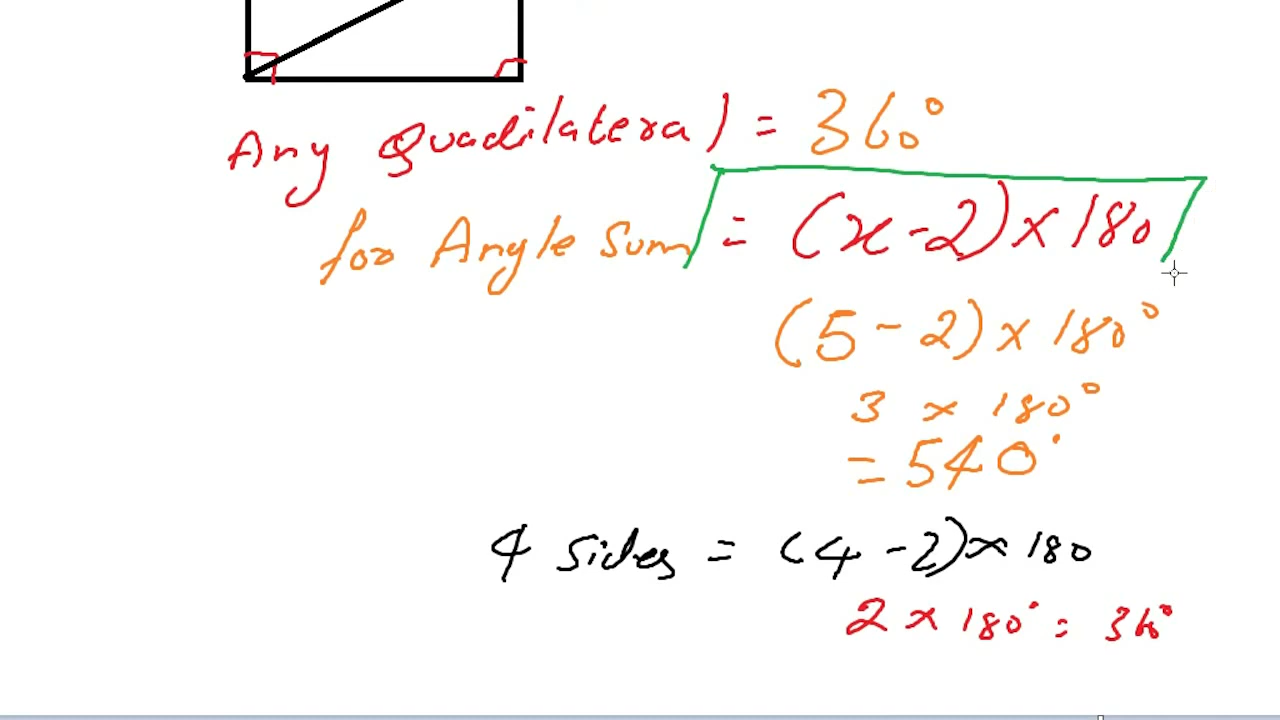 Any Quadilateral = 360°
for Angle Sum = (x-2)×180
(5-2)×180°
3 × 180°
= 540°
4 sides = (4-2)×180
2 × 180° = 360°